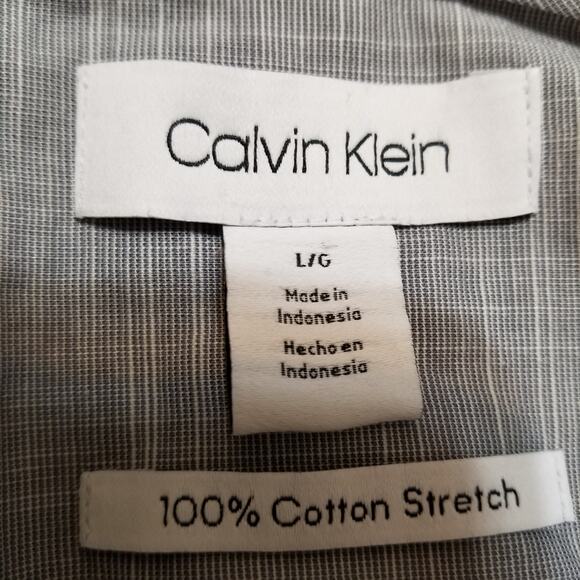 Calvin Klein
L/G
Made in
Indonesia
Hecho en
Indonesia
100% Cotton Stretch